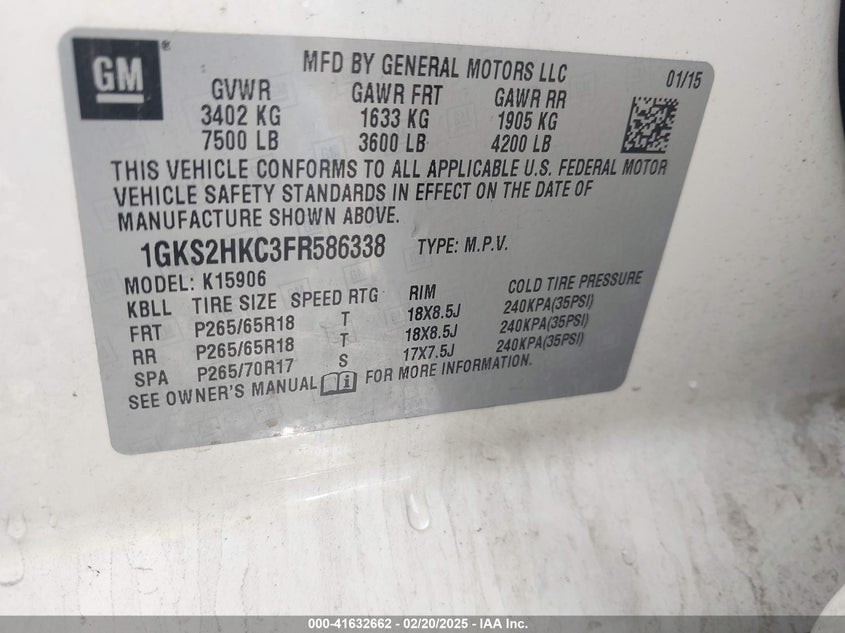 GM
®
MFD BY GENERAL MOTORS LLC
01/15
GVWR GAWR FRT GAWR RR
3402 KG 1633 KG 1905 KG
7500 LB 3600 LB 4200 LB
THIS VEHICLE CONFORMS TO ALL APPLICABLE U.S. FEDERAL MOTOR
VEHICLE SAFETY STANDARDS IN EFFECT ON THE DATE OF
MANUFACTURE SHOWN ABOVE.
1GKS2HKC3FR586338 TYPE: M.P.V.
MODEL: K15906
KBLL TIRE SIZE SPEED RTG RIM COLD TIRE PRESSURE
FRT P265/65R18 T 18X8.5J 240KPA(35PSI)
RR P265/65R18 T 18X8.5J 240KPA(35PSI)
SPA P265/70R17 S 17X7.5J 240KPA(35PSI)
SEE OWNER'S MANUAL FOR MORE INFORMATION.
000-41632662 - 02/20/2025 - IAA Inc.